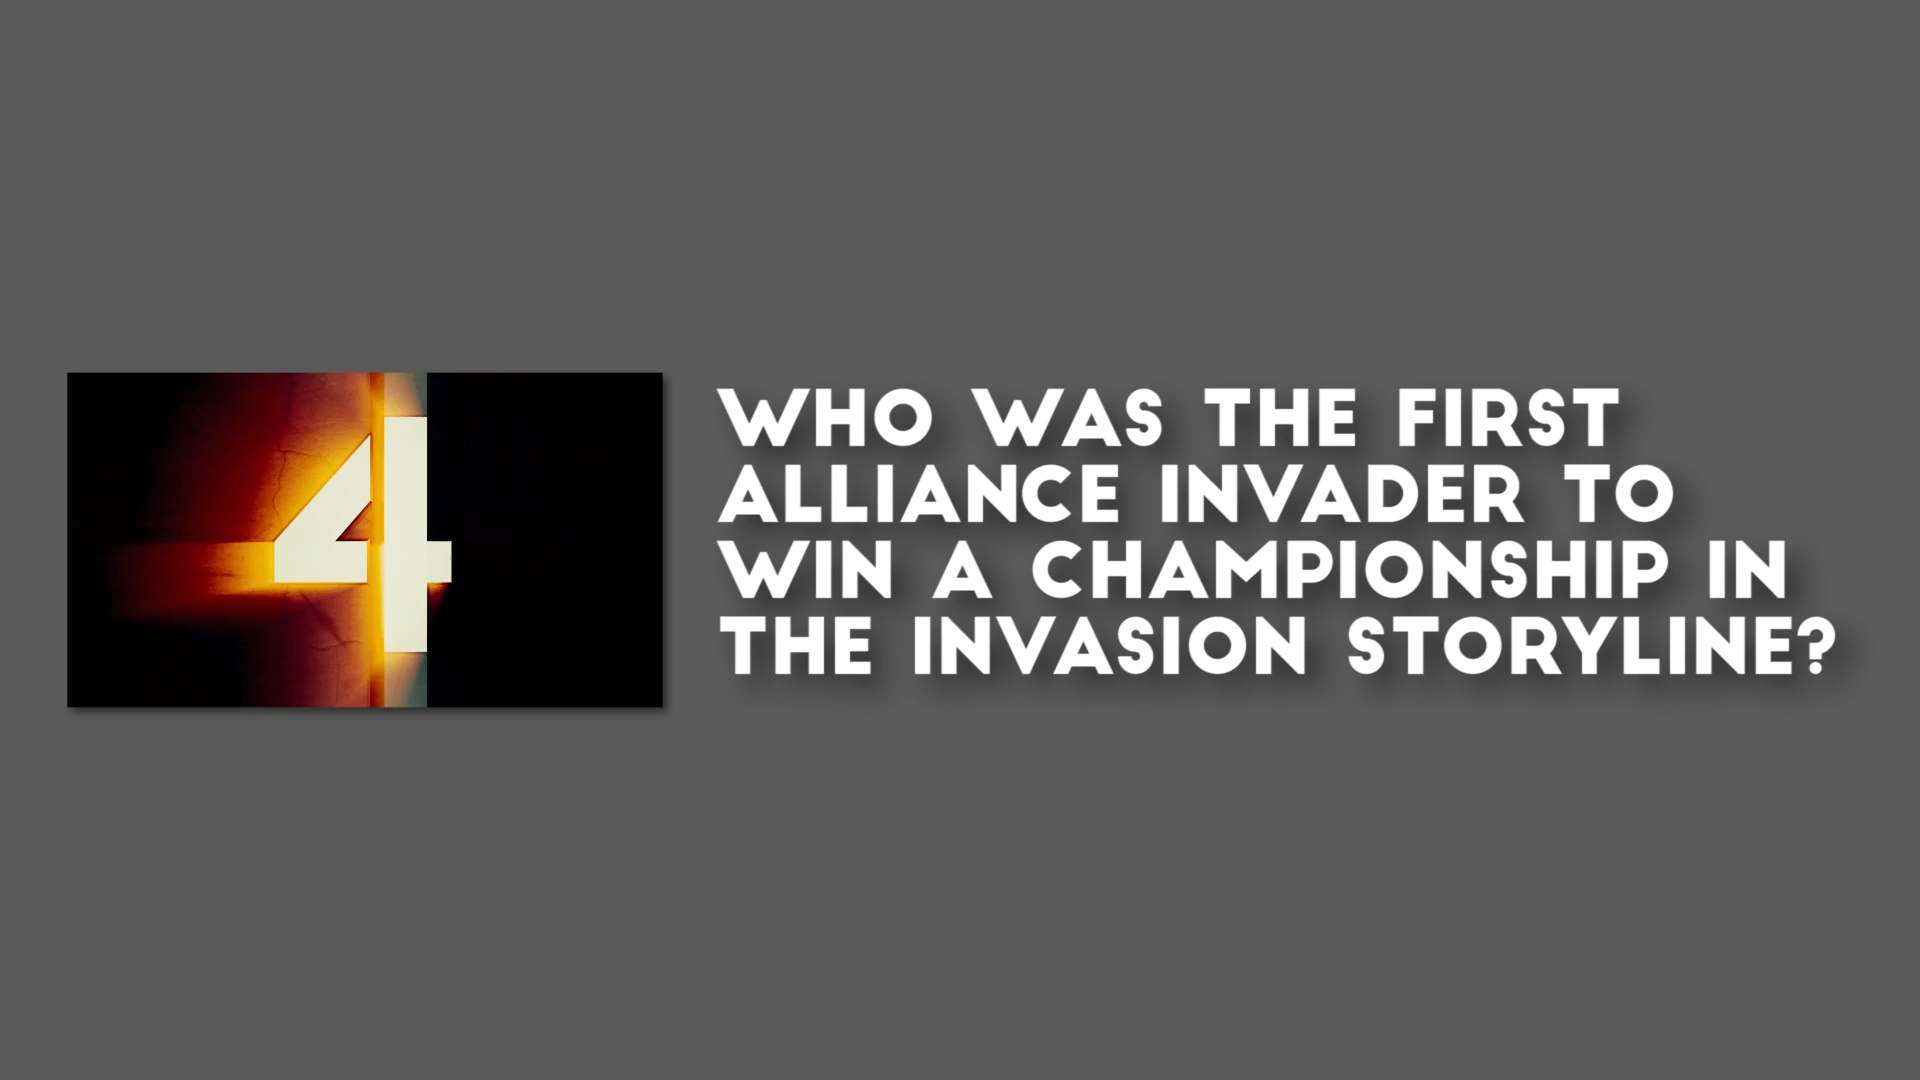 4
WHO WAS THE FIRST
ALLIANCE INVADER TO
WIN A CHAMPIONSHIP IN
THE INVASION STORYLINE?